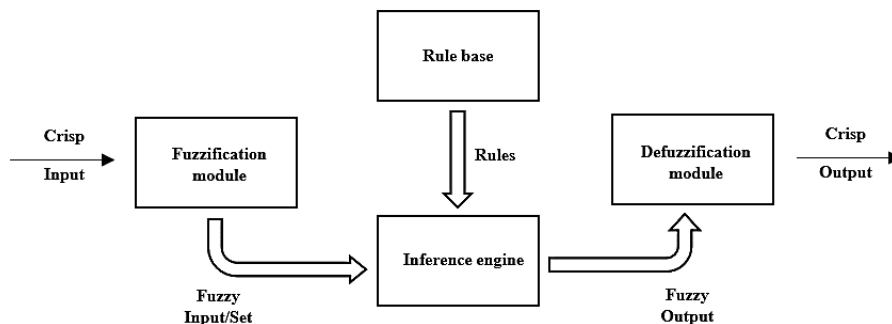 Rule base
Crisp
Input
Fuzzification
module
Rules
Defuzzification
module
Crisp
Output
Inference engine
Fuzzy
Input/Set
Fuzzy
Output